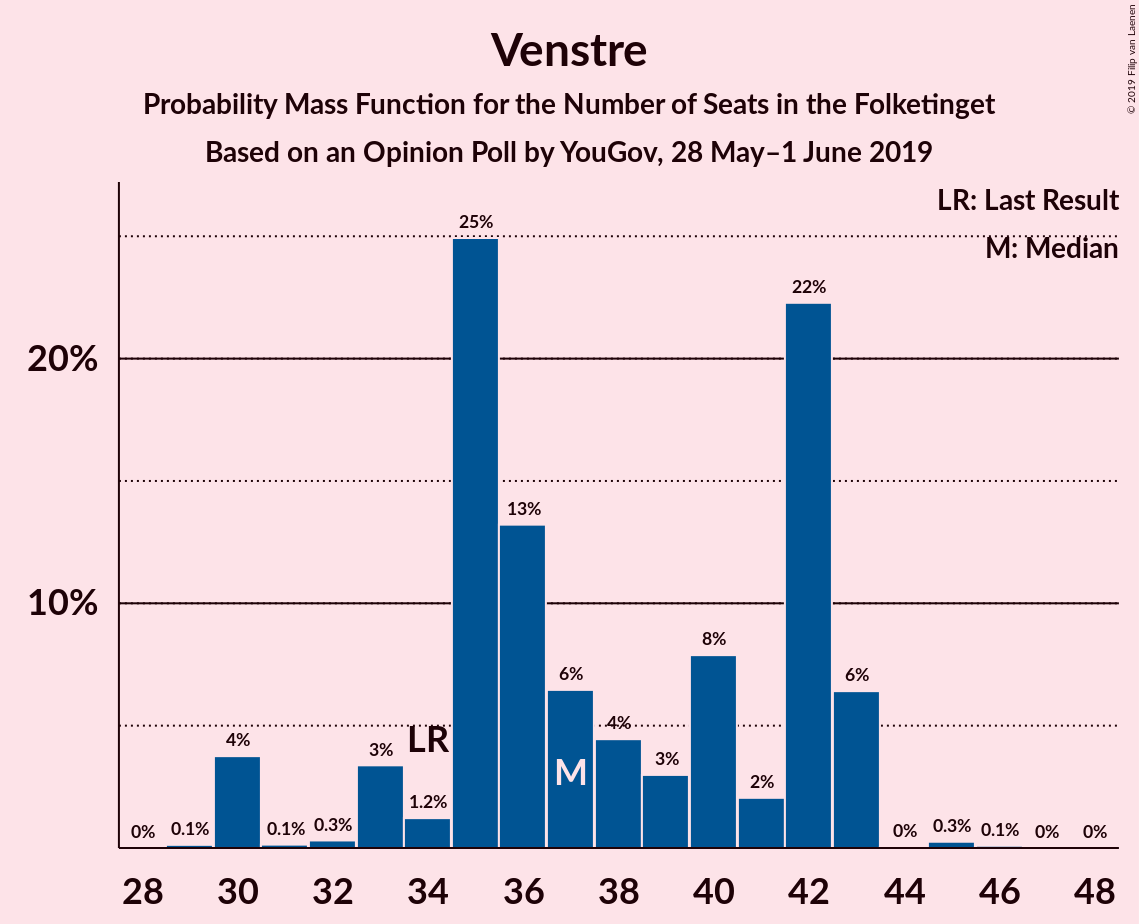 Venstre
Probability Mass Function for the Number of Seats in the Folketinget
Based on an Opinion Poll by YouGov, 28 May–1 June 2019
© 2019 Filip van Laenen
LR: Last Result
M: Median
20%
10%
0%
0.1%
4%
0.1%
0.3%
3%
1.2%
LR
25%
13%
6%
M
4%
3%
8%
2%
22%
6%
0%
0.3%
0.1%
0%
0%
28 30 32 34 36 38 40 42 44 46 48